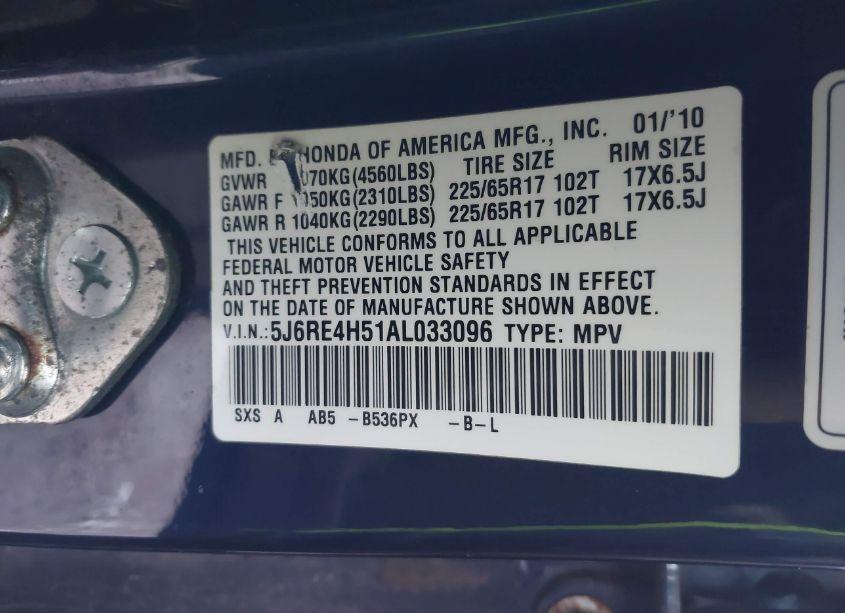 MFD. HONDA OF AMERICA MFG., INC. 01/'10
GVWR 070KG(4560LBS) TIRE SIZE RIM SIZE
GAWR F 1050KG(2310LBS) 225/65R17 102T 17X6.5J
GAWR R 1040KG(2290LBS) 225/65R17 102T 17X6.5J
THIS VEHICLE CONFORMS TO ALL APPLICABLE
FEDERAL MOTOR VEHICLE SAFETY
AND THEFT PREVENTION STANDARDS IN EFFECT
ON THE DATE OF MANUFACTURE SHOWN ABOVE.
V.I.N.:5J6RE4H51AL033096 TYPE: MPV
SXS A AB5 -B536PX -B-L